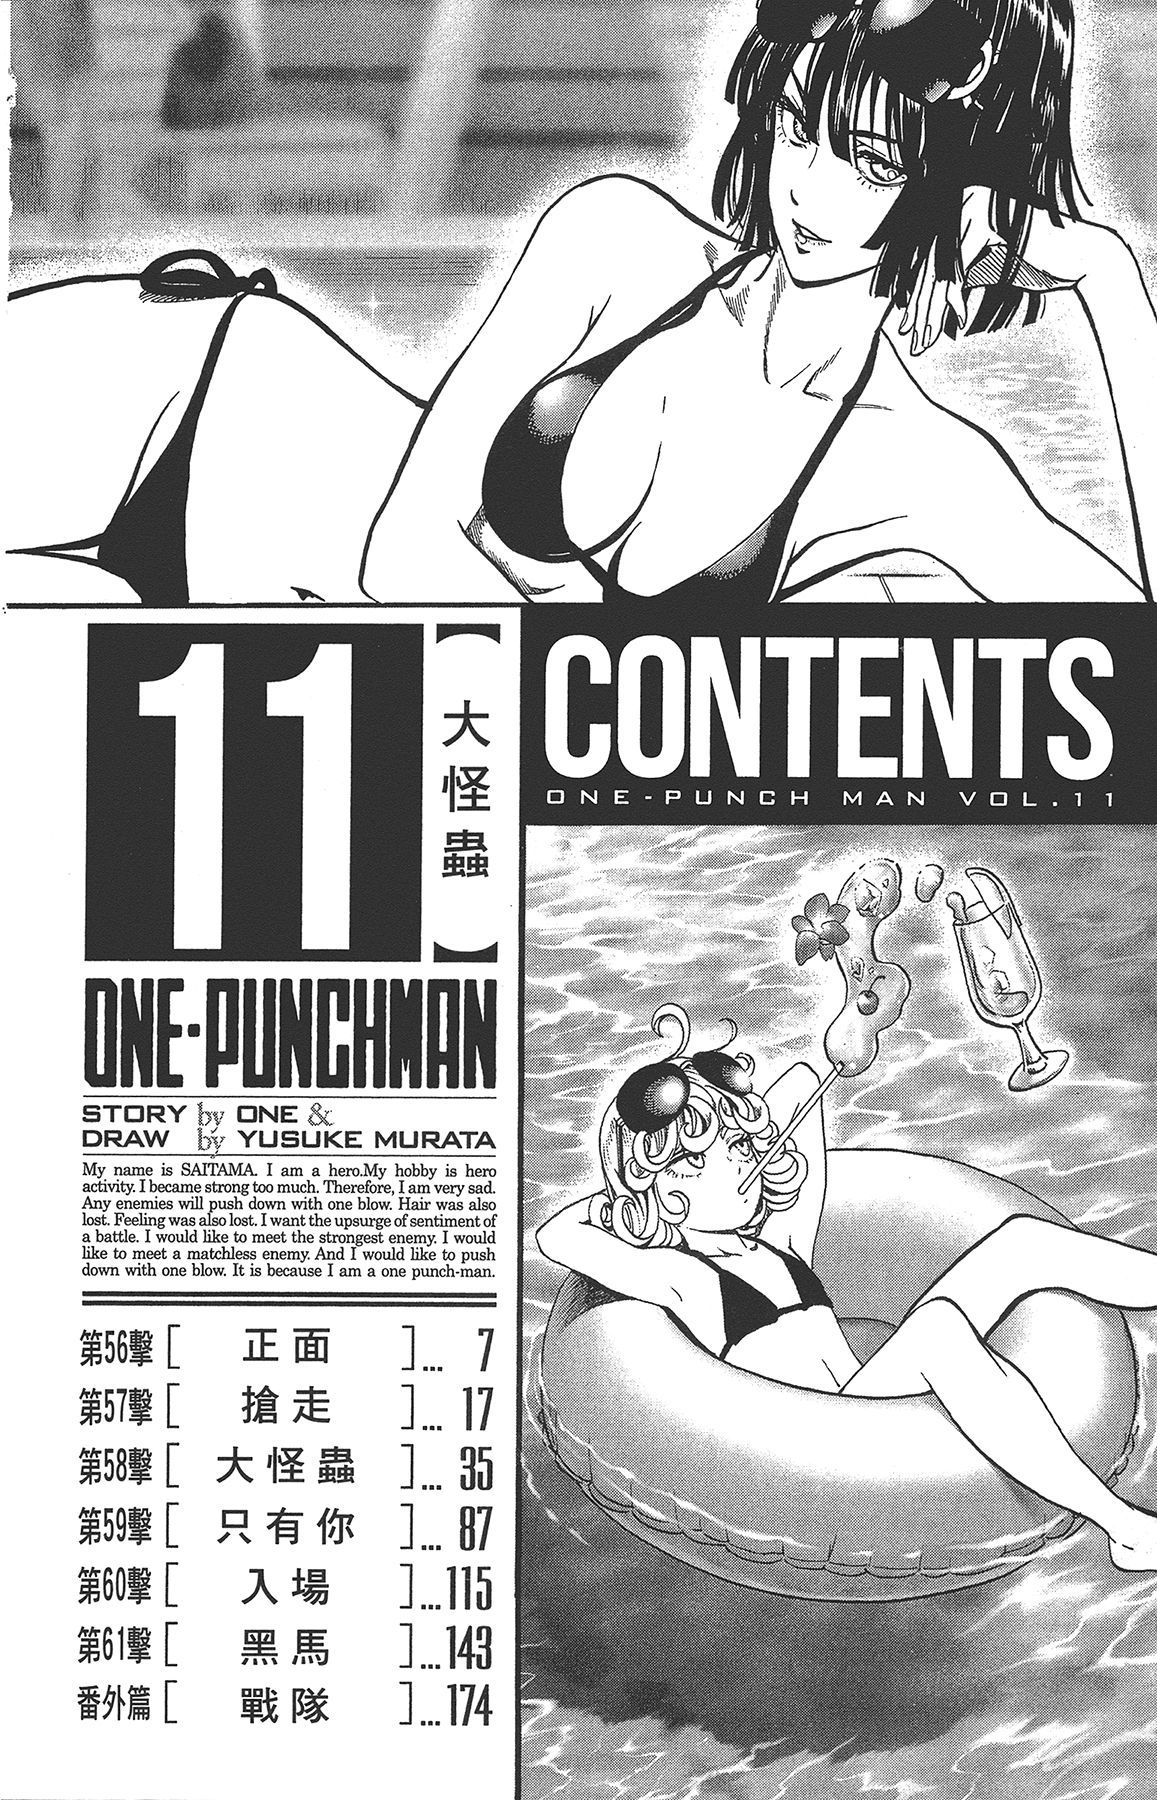 11
【大怪蟲】
CONTENTS
ONE-PUNCH MAN VOL.11
ONE-PUNCHMAN
STORY by ONE &
DRAW by YUSUKE MURATA
My name is SAITAMA. I am a hero.My hobby is hero
activity. I became strong too much. Therefore, I am very sad.
Any enemies will push down with one blow. Hair was also
lost. Feeling was also lost. I want the upsurge of sentiment of
a battle. I would like to meet the strongest enemy. I would
like to meet a matchless enemy. And I would like to push
down with one blow. It is because I am a one punch-man.
第56擊[正面]...7
第57擊[搶走]...17
第58擊[大怪蟲]...35
第59擊[只有你]...87
第60擊[入場]...115
第61擊[黑馬]...143
番外篇[戰隊]...174